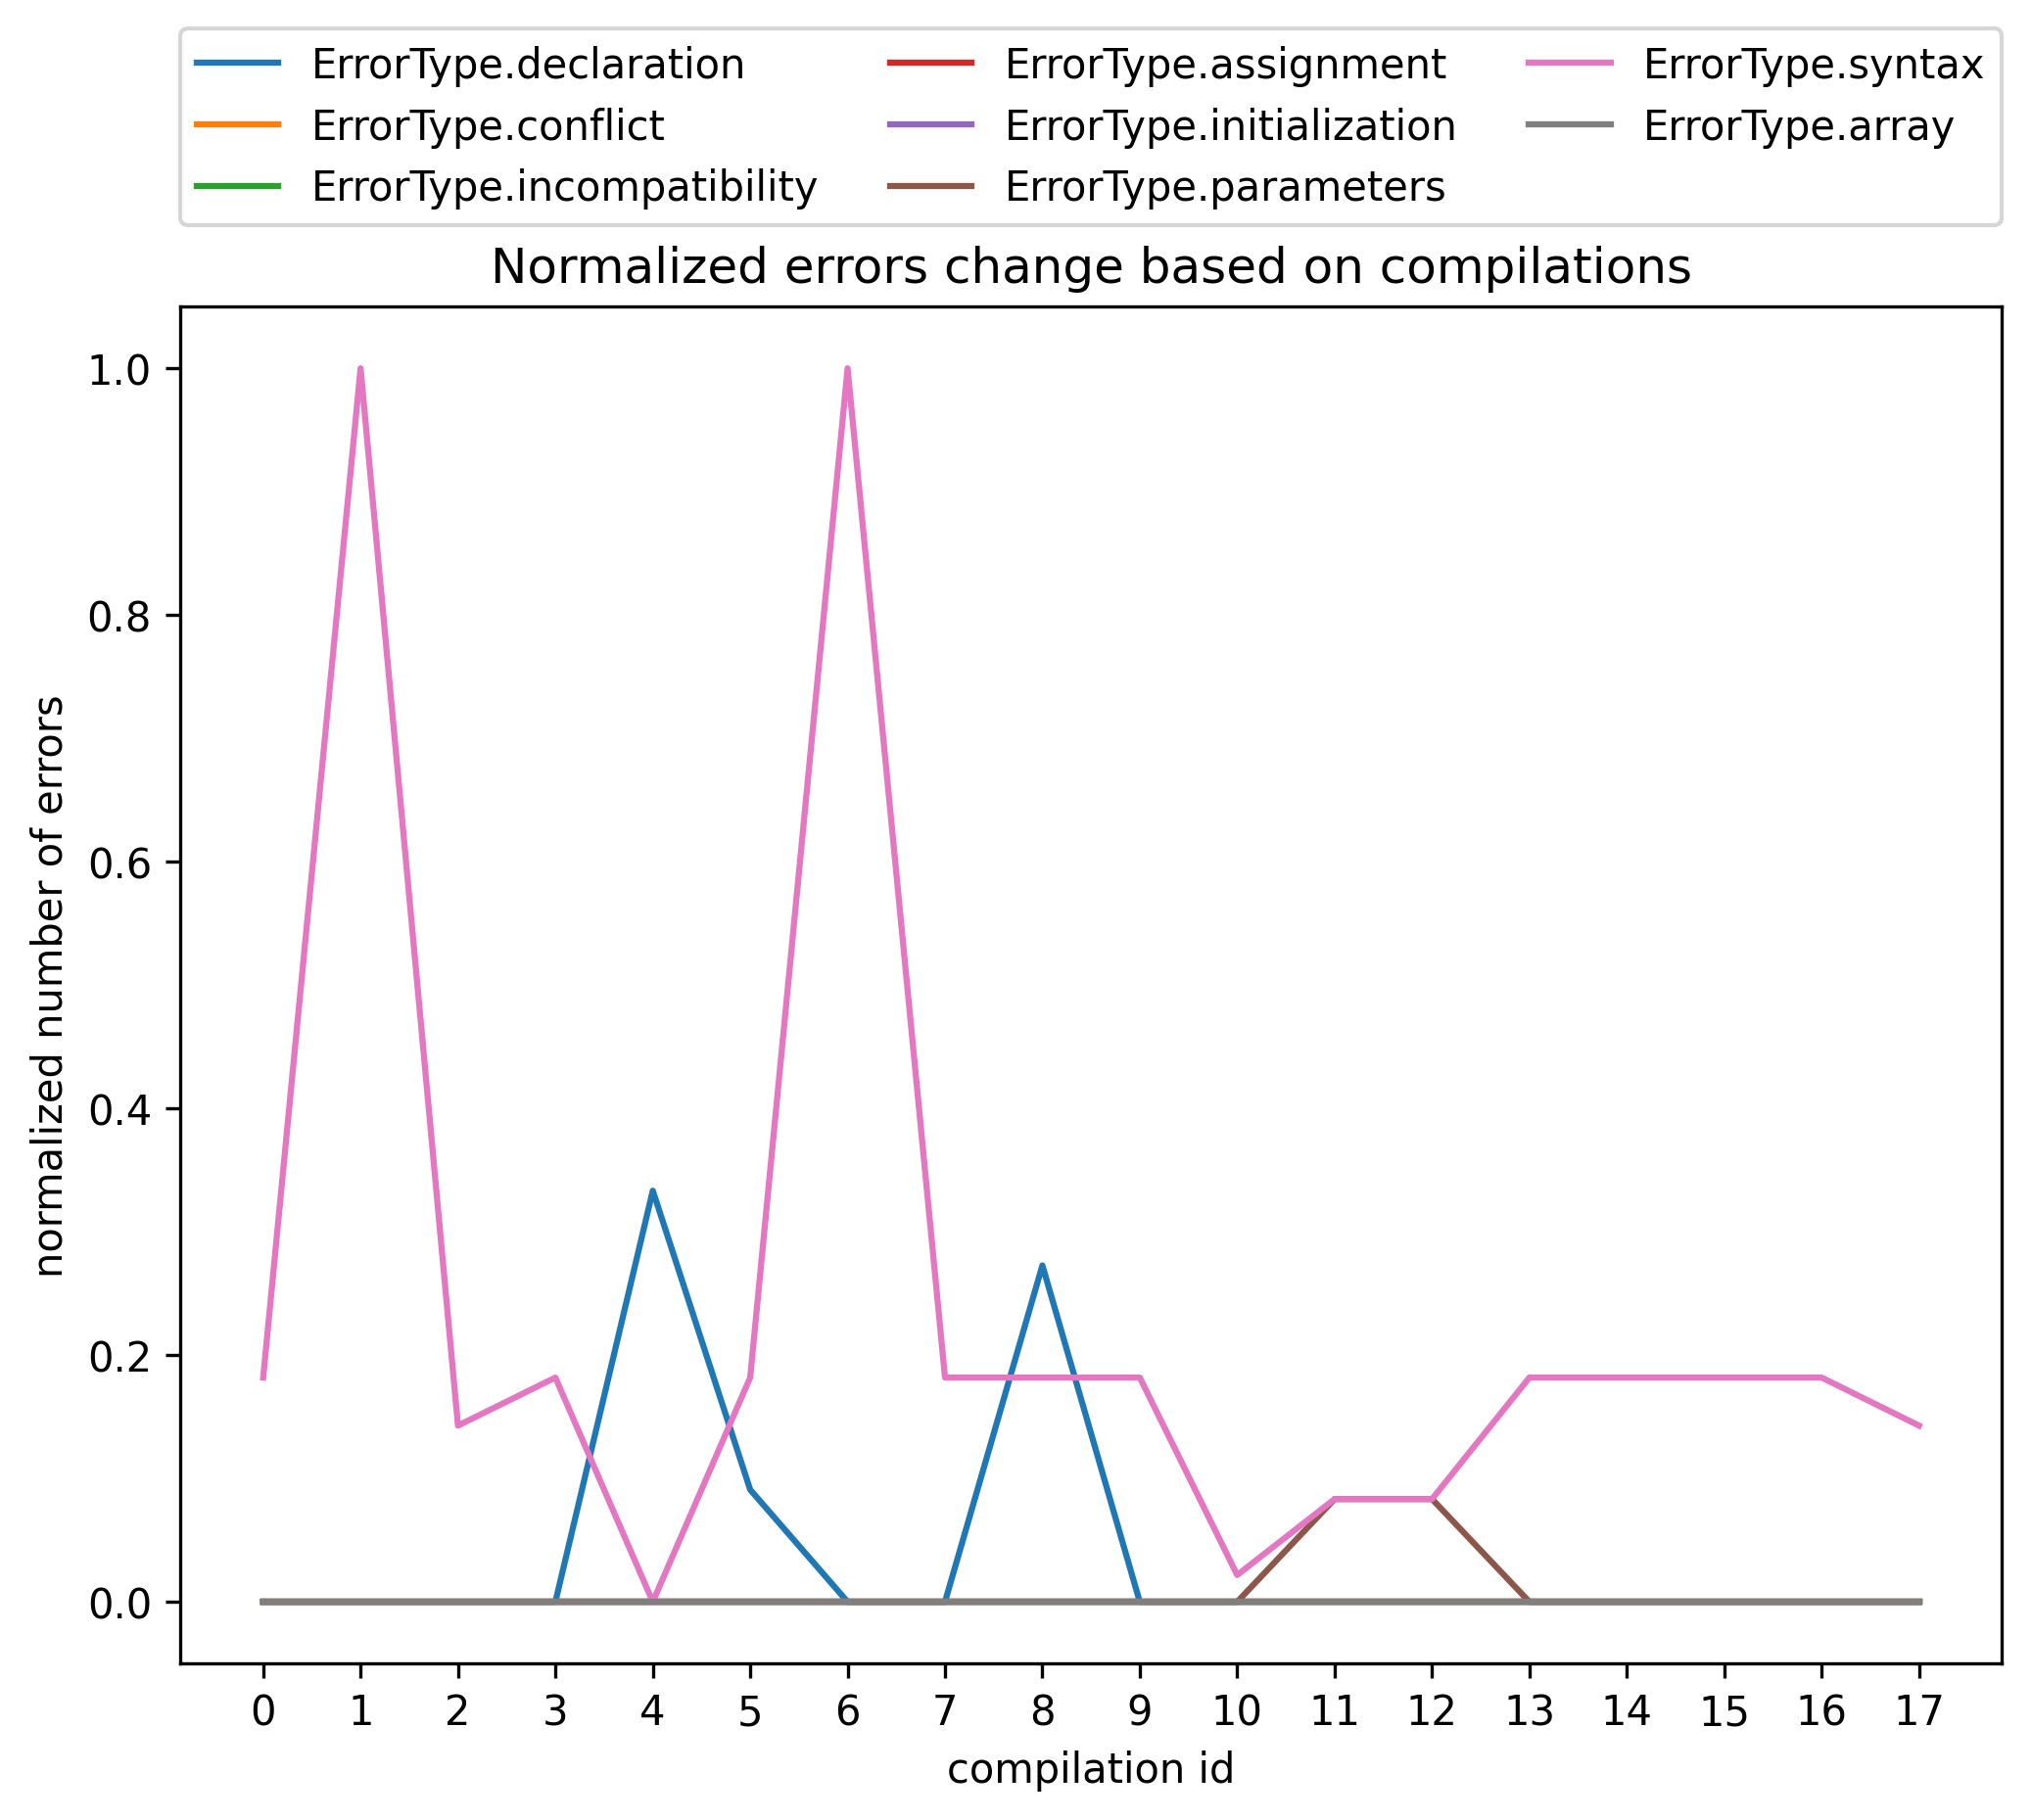 ErrorType.declaration
ErrorType.conflict
ErrorType.incompatibility
ErrorType.assignment
ErrorType.initialization
ErrorType.parameters
ErrorType.syntax
ErrorType.array
Normalized errors change based on compilations
normalized number of errors
1.0
0.8
0.6
0.4
0.2
0.0
0 1 2 3 4 5 6 7 8 9 10 11 12 13 14 15 16 17
compilation id